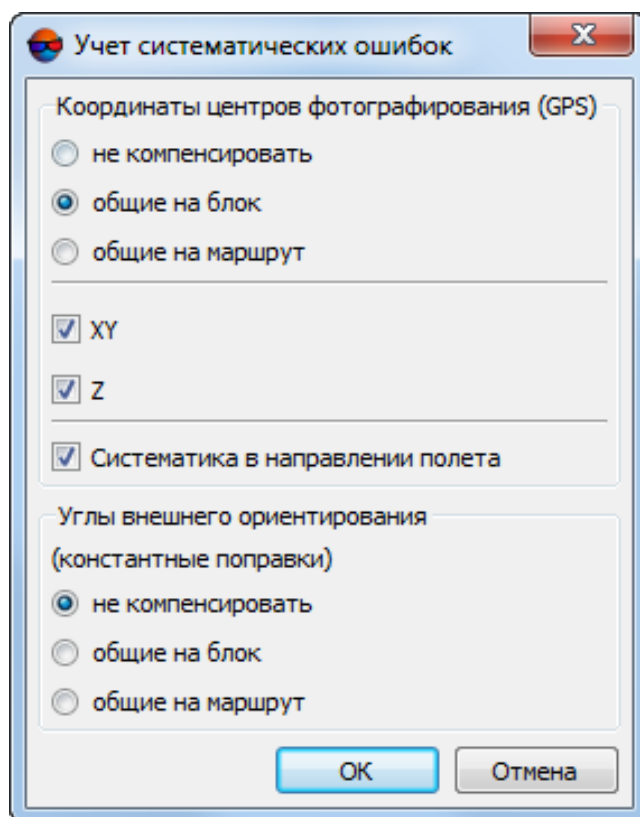 Учет систематических ошибок
Координаты центров фотографирования (GPS)
не компенсировать
общие на блок
общие на маршрут
XY
Z
Систематика в направлении полета
Углы внешнего ориентирования
(константные поправки)
не компенсировать
общие на блок
общие на маршрут
OK
Отмена